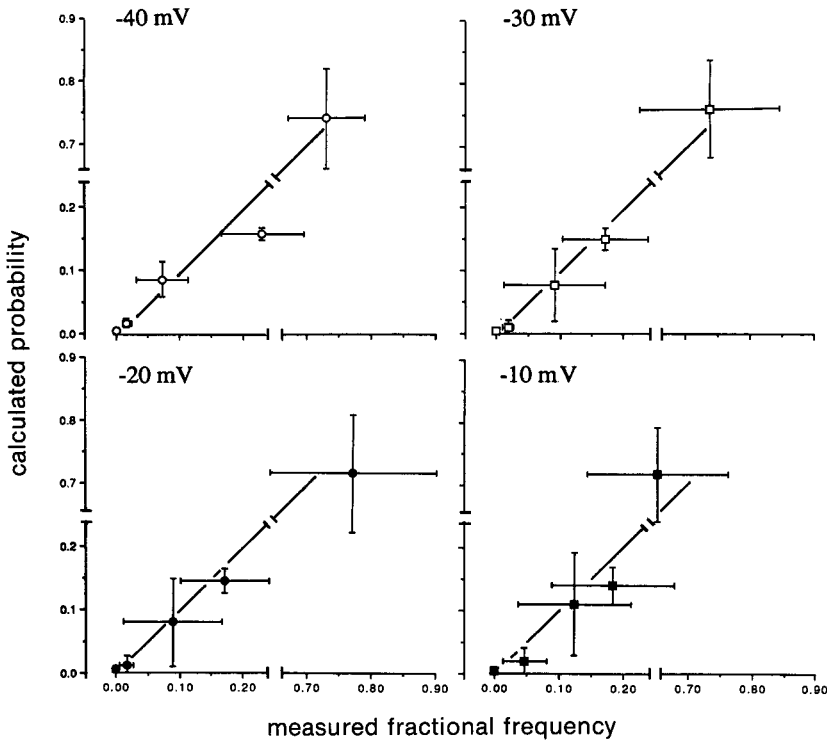 -40 mV
-30 mV
0.9
0.8
0.7
0.2
0.1
0.0
-20 mV
-10 mV
0.9
0.8
0.7
0.2
0.1
0.0
0.00 0.10 0.20 0.70 0.80 0.90
0.00 0.10 0.20 0.70 0.80 0.90
calculated probability
measured fractional frequency